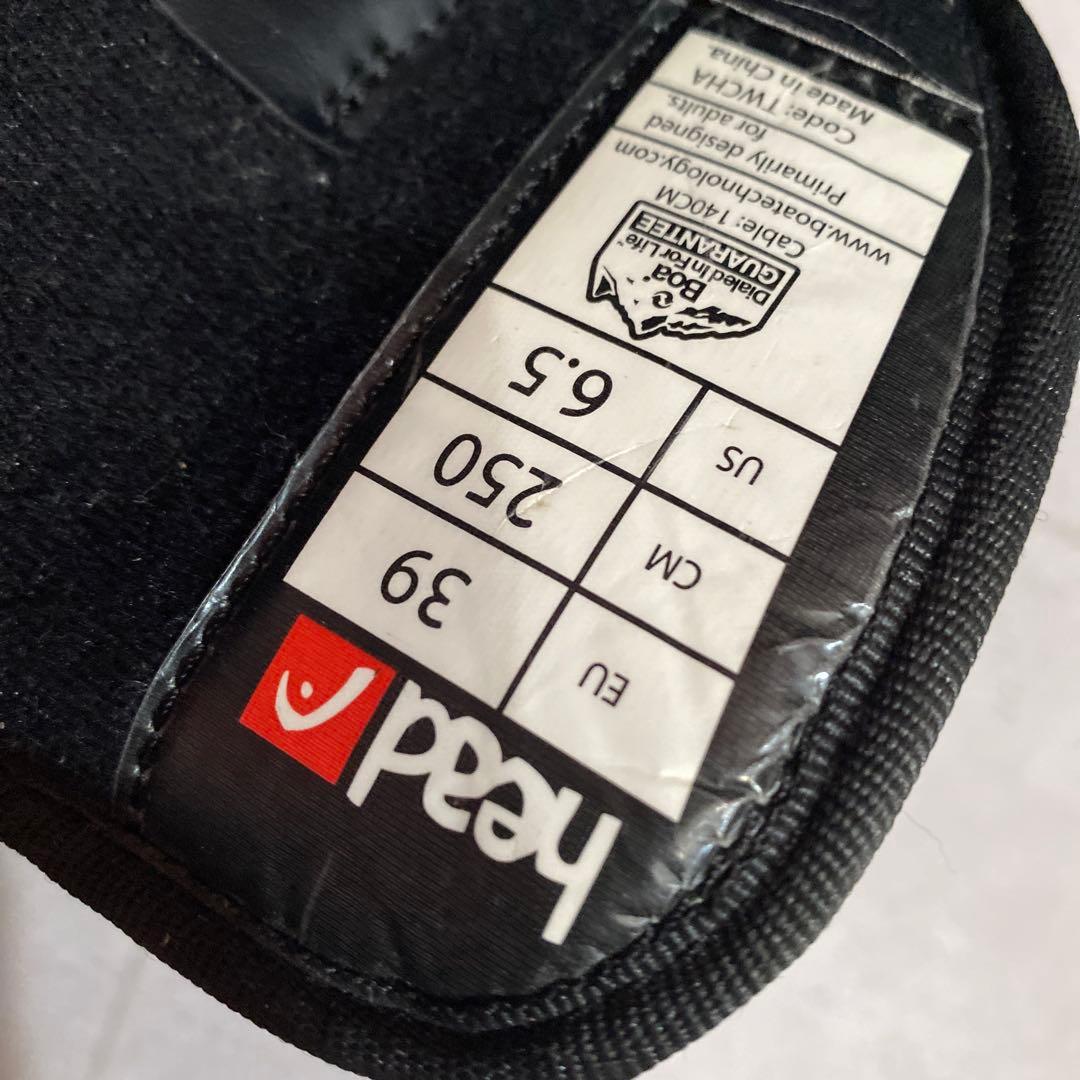 head
EU 39
CM 250
US 6.5
Boa
Dialed In For Life™
GUARANTEE
Cable: 140CM
www.boatechnology.com
Primarily designed
for adults.
Code: TWCHA
Made in China.